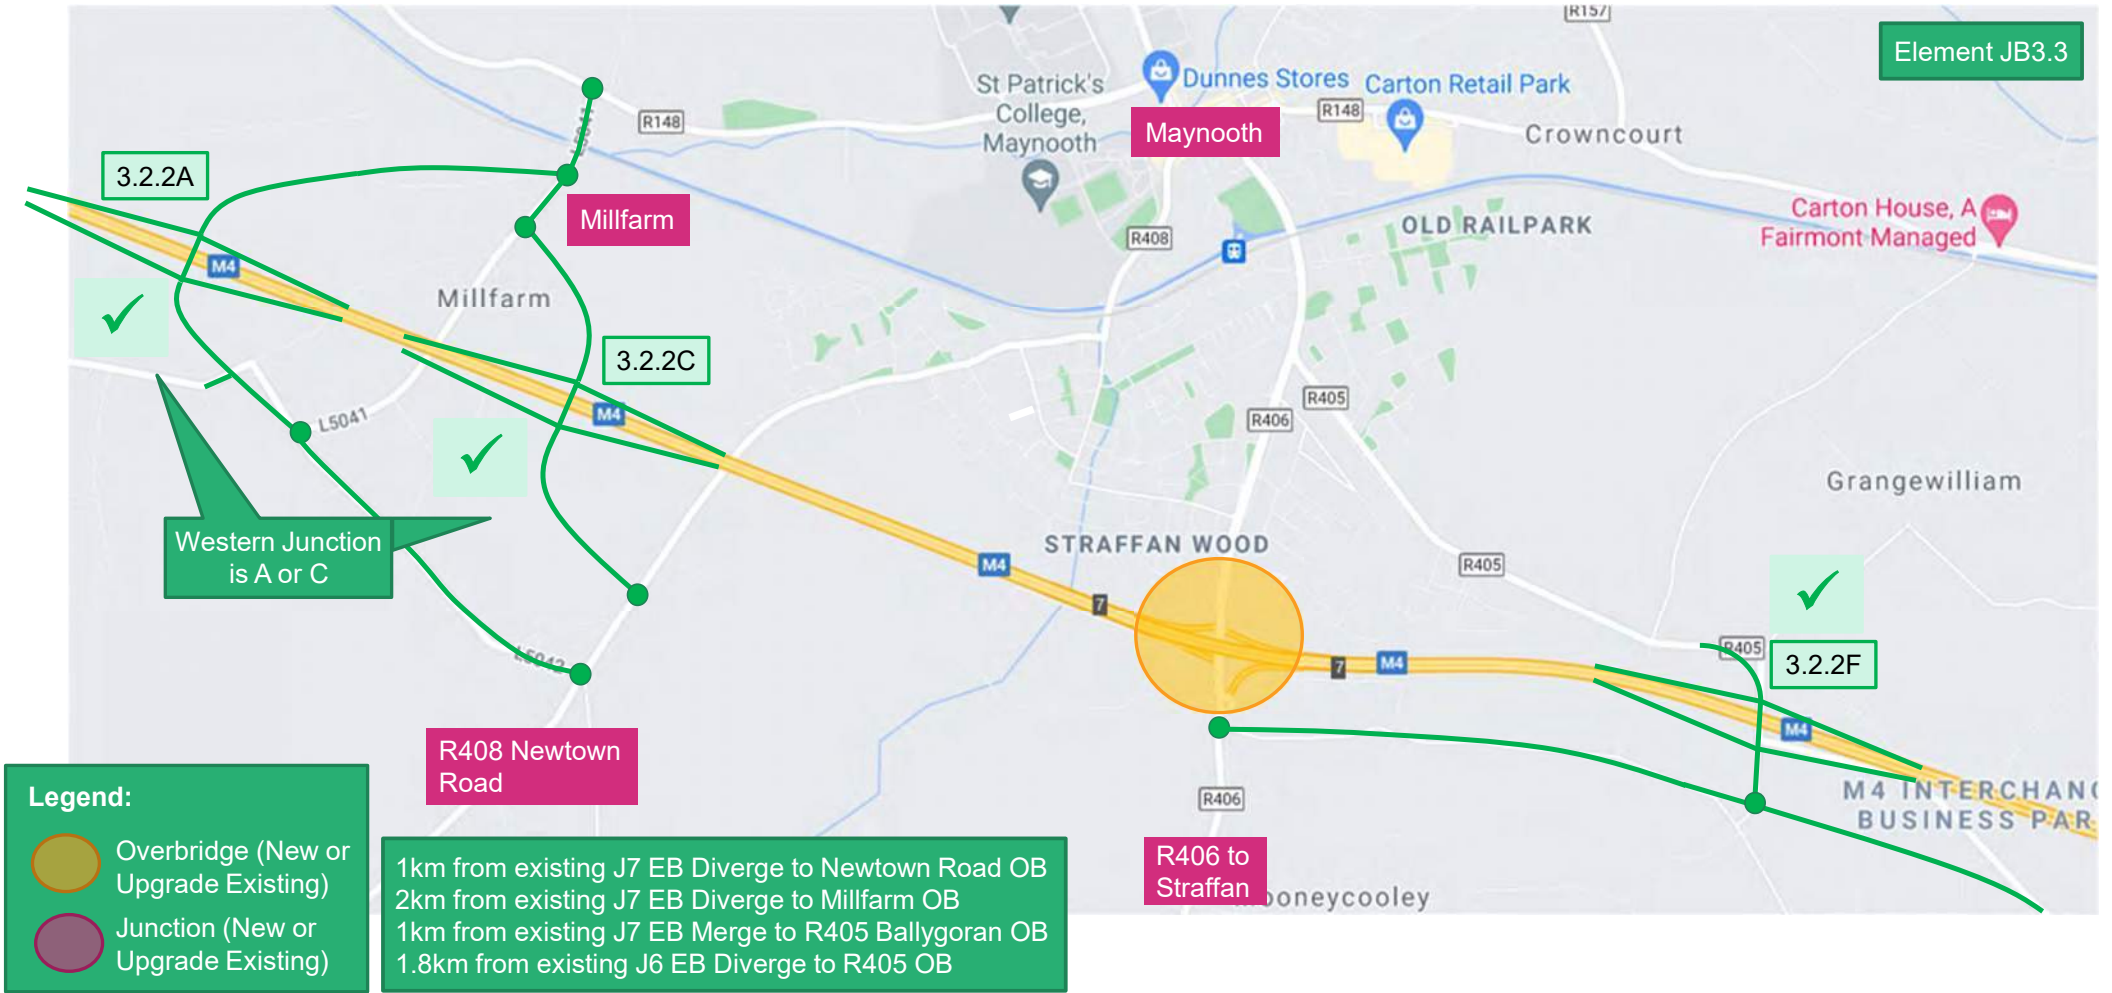 R157
Element JB3.3
St Patrick's
College,
Maynooth
Dunnes Stores
Carton Retail Park
R148
R148
Maynooth
Crowncourt
L5041
3.2.2A
Millfarm
Carton House, A
Fairmont Managed
OLD RAILPARK
R408
M4
Millfarm
3.2.2C
M4
L5041
R405
R406
Grangewilliam
Western Junction
is A or C
STRAFFAN WOOD
M4
R405
7
L5042
7
M4
R405
3.2.2F
R408 Newtown
Road
M4
R406
M4 INTERCHANG
BUSINESS PAR
Legend:
Overbridge (New or
Upgrade Existing)
Junction (New or
Upgrade Existing)
1km from existing J7 EB Diverge to Newtown Road OB
2km from existing J7 EB Diverge to Millfarm OB
1km from existing J7 EB Merge to R405 Ballygoran OB
1.8km from existing J6 EB Diverge to R405 OB
R406 to
Straffan
ooneycooley